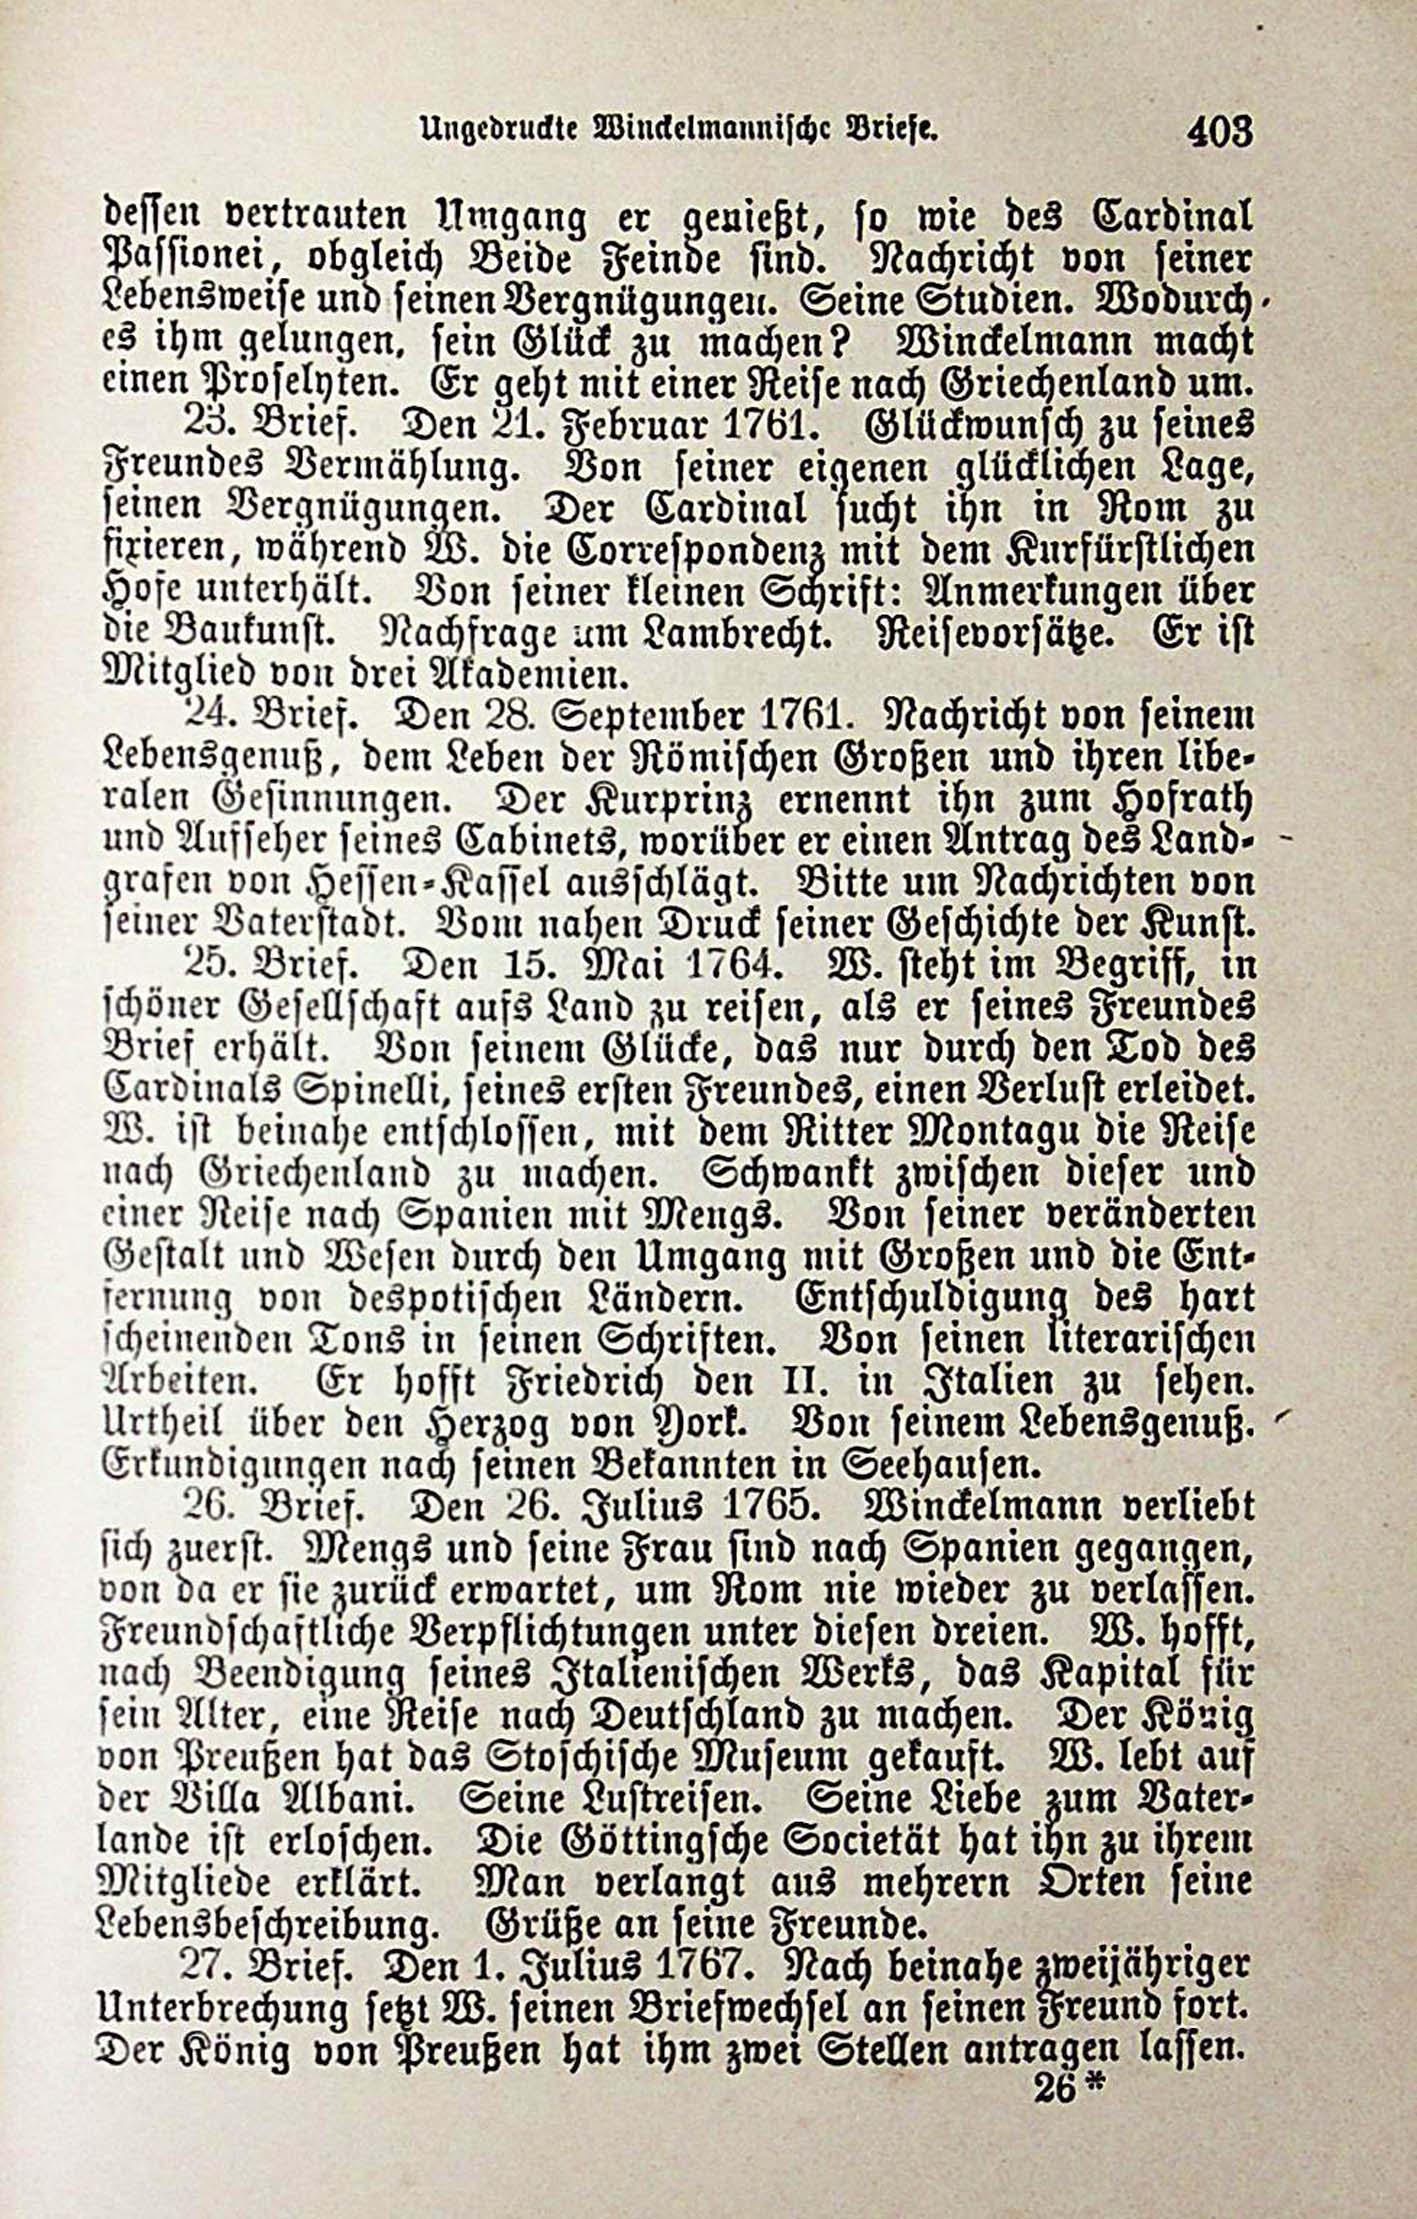 Ungedruckte Winckelmannische Briefe. 403
dessen vertrauten Umgang er genießt, so wie des Cardinal
Passionei, obgleich Beide Feinde sind. Nachricht von seiner
Lebensweise und seinen Vergnügungen. Seine Studien. Wodurch
es ihm gelungen, sein Glück zu machen? Winckelmann macht
einen Proselyten. Er geht mit einer Reise nach Griechenland um.
23. Brief. Den 21. Februar 1761. Glückwunsch zu seines
Freundes Vermählung. Von seiner eigenen glücklichen Lage,
seinen Vergnügungen. Der Cardinal sucht ihn in Rom zu
fixieren, während W. die Correspondenz mit dem Kurfürstlichen
Hofe unterhält. Von seiner kleinen Schrift: Anmerkungen über
die Baukunst. Nachfrage um Lambrecht. Reisevorsätze. Er ist
Mitglied von drei Akademien.
24. Brief. Den 28. September 1761. Nachricht von seinem
Lebensgenuß, dem Leben der Römischen Großen und ihren libe-
ralen Gesinnungen. Der Kurprinz ernennt ihn zum Hofrath
und Aufseher seines Cabinets, worüber er einen Antrag des Land-
grafen von Hessen-Kassel ausschlägt. Bitte um Nachrichten von
seiner Vaterstadt. Vom nahen Druck seiner Geschichte der Kunst.
25. Brief. Den 15. Mai 1764. W. steht im Begriff, in
schöner Gesellschaft aufs Land zu reisen, als er seines Freundes
Brief erhält. Von seinem Glücke, das nur durch den Tod des
Cardinals Spinelli, seines ersten Freundes, einen Verlust erleidet.
W. ist beinahe entschlossen, mit dem Ritter Montagu die Reise
nach Griechenland zu machen. Schwankt zwischen dieser und
einer Reise nach Spanien mit Mengs. Von seiner veränderten
Gestalt und Wesen durch den Umgang mit Großen und die Ent-
fernung von despotischen Ländern. Entschuldigung des hart
scheinenden Tons in seinen Schriften. Von seinen literarischen
Arbeiten. Er hofft Friedrich den II. in Italien zu sehen.
Urtheil über den Herzog von York. Von seinem Lebensgenuß.
Erkundigungen nach seinen Bekannten in Seehausen.
26. Brief. Den 26. Julius 1765. Winckelmann verliebt
sich zuerst. Mengs und seine Frau sind nach Spanien gegangen,
von da er sie zurück erwartet, um Rom nie wieder zu verlassen.
Freundschaftliche Verpflichtungen unter diesen dreien. W. hofft,
nach Beendigung seines Italienischen Werks, das Kapital für
sein Alter, eine Reise nach Deutschland zu machen. Der König
von Preußen hat das Stoschische Museum gekauft. W. lebt auf
der Villa Albani. Seine Lustreisen. Seine Liebe zum Vater-
lande ist erloschen. Die Göttingsche Societät hat ihn zu ihrem
Mitgliede erklärt. Man verlangt aus mehrern Orten seine
Lebensbeschreibung. Grüße an seine Freunde.
27. Brief. Den 1. Julius 1767. Nach beinahe zweijähriger
Unterbrechung setzt W. seinen Briefwechsel an seinen Freund fort.
Der König von Preußen hat ihm zwei Stellen antragen lassen.
26*